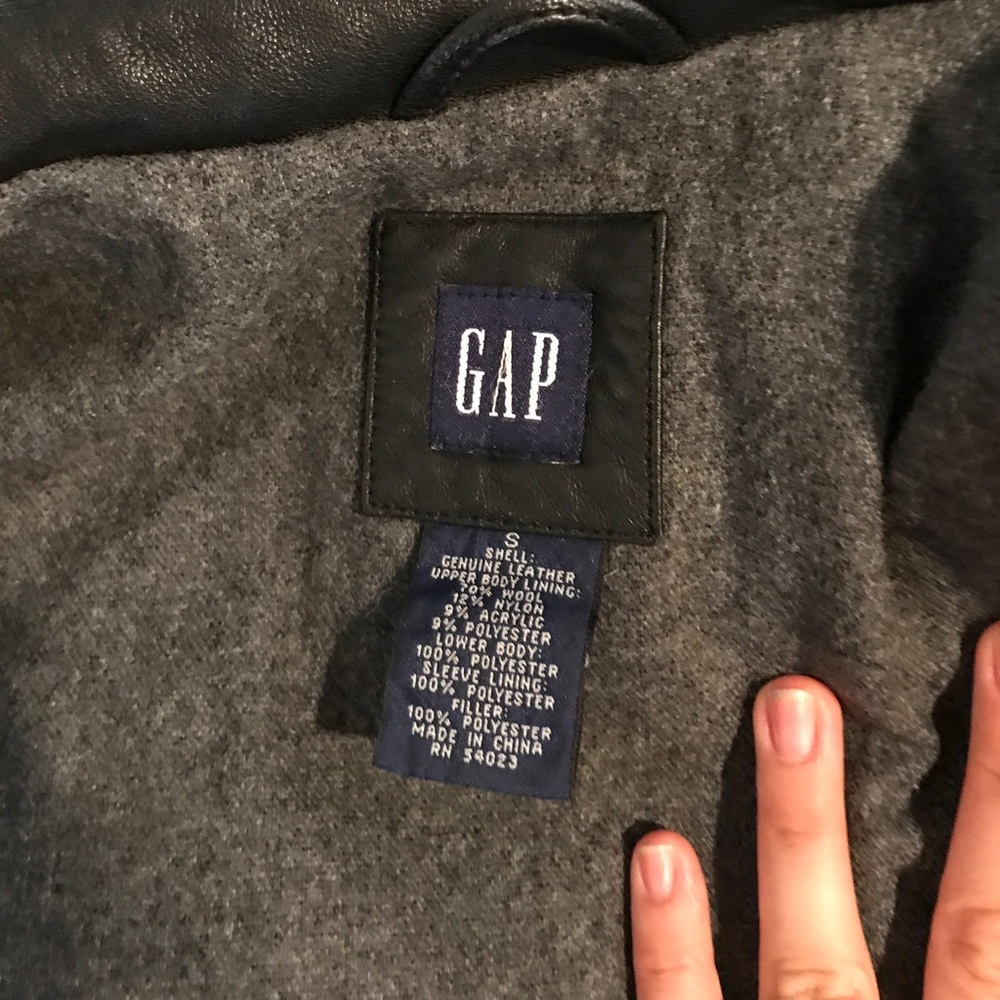 GAP
S
SHELL:
GENUINE LEATHER
UPPER BODY LINING:
70% WOOL
12% NYLON
9% ACRYLIC
9% POLYESTER
LOWER BODY:
100% POLYESTER
SLEEVE LINING:
100% POLYESTER
FILLER:
100% POLYESTER
MADE IN CHINA
RN 54023